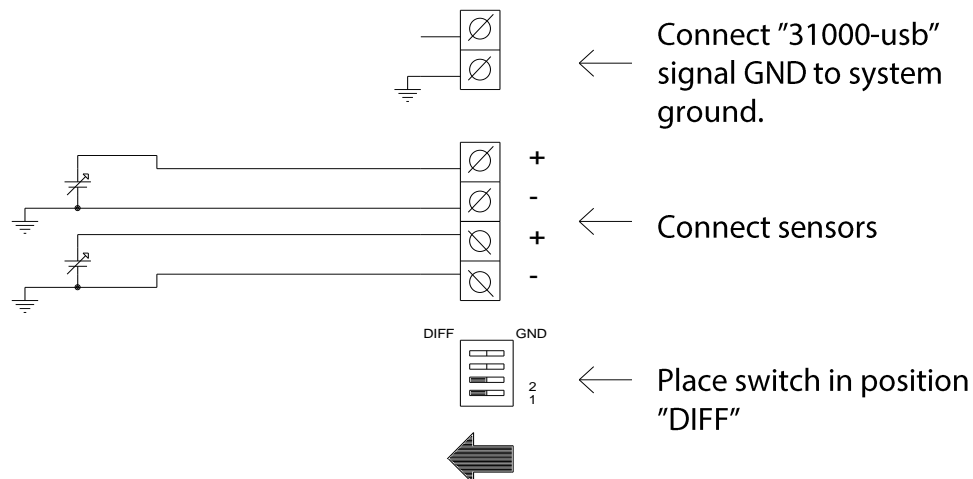 Connect "31000-usb"
signal GND to system
ground.
+
-
+
-
Connect sensors
DIFF GND
2
1
Place switch in position
"DIFF"